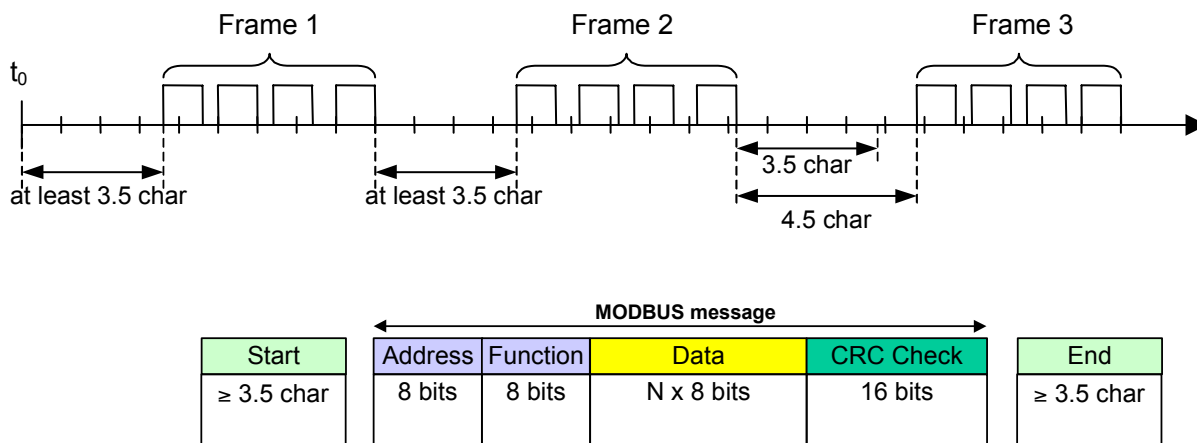 Frame 1 Frame 2 Frame 3
t0
at least 3.5 char at least 3.5 char 3.5 char
4.5 char
MODBUS message
Start Address Function Data CRC Check End
≥ 3.5 char 8 bits 8 bits N x 8 bits 16 bits ≥ 3.5 char